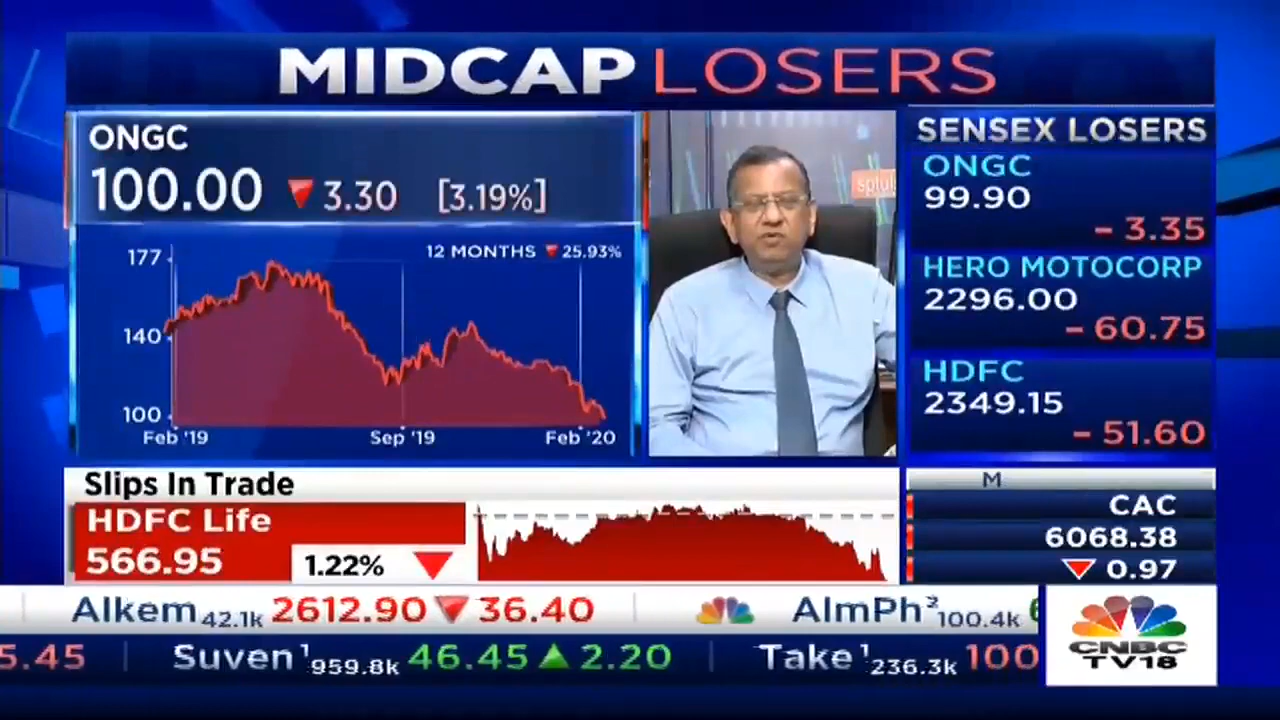 MIDCAP LOSERS
ONGC
100.00 ▼ 3.30 [3.19%]
12 MONTHS ▼ 25.93%
177
140
100
Feb '19 Sep '19 Feb '20
SENSEX LOSERS
ONGC
99.90
- 3.35
HERO MOTOCORP
2296.00
- 60.75
HDFC
2349.15
- 51.60
Slips In Trade
HDFC Life
566.95 1.22% ▼
M
CAC
6068.38
▼ 0.97
Alkem 42.1k 2612.90 ▼ 36.40 AlmPh² 100.4k
5.45 Suven¹ 959.8k 46.45 ▲ 2.20 Take¹ 236.3k 100
CNBC
TV18